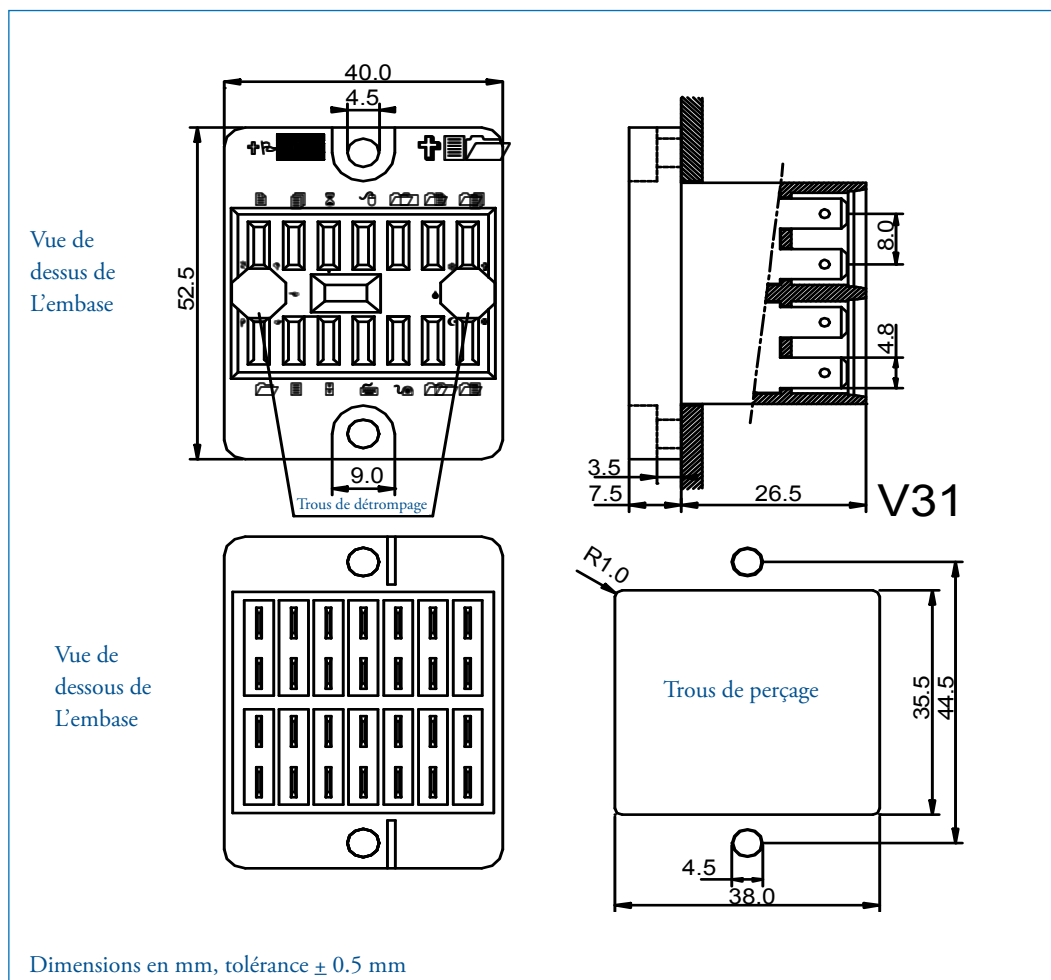 40.0
4.5
Vue de
dessus de
L'embase
52.5
8.0
4.8
9.0
Trous de détrompage
3.5
7.5
26.5
V31
R1.0
Vue de
dessous de
L'embase
Trous de perçage
35.5
44.5
4.5
38.0
Dimensions en mm, tolérance ± 0.5 mm